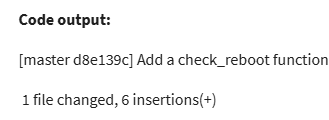 Code output:
[master d8e139c] Add a check_reboot function
1 file changed, 6 insertions(+)